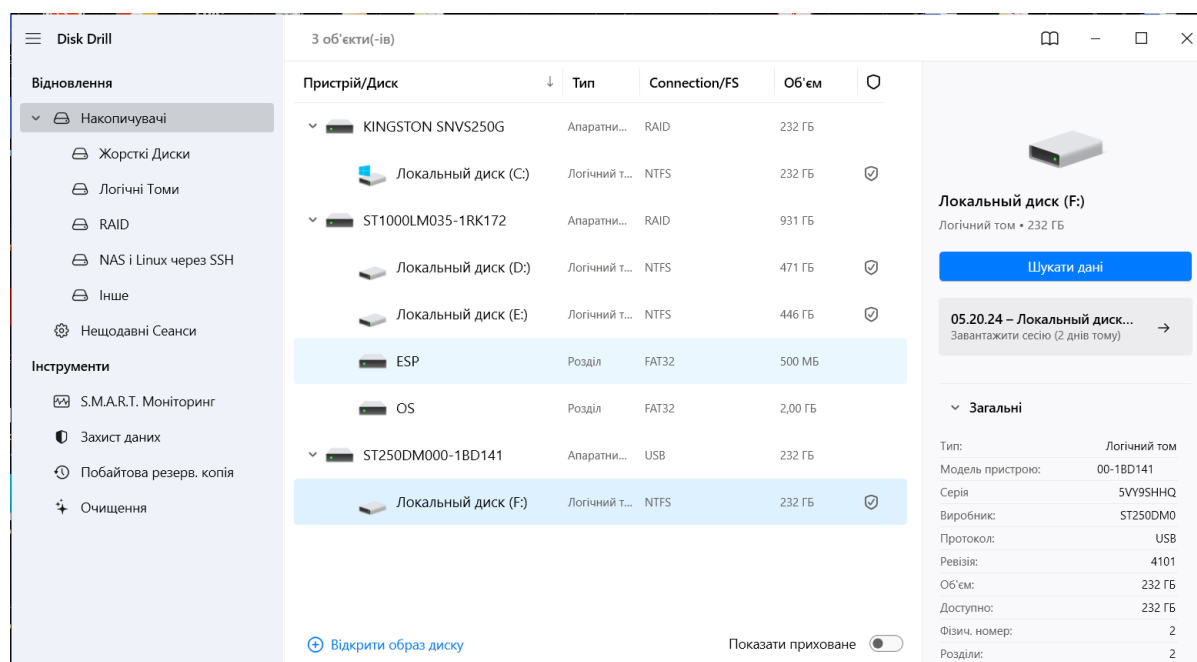 Disk Drill
3 об'єкти(-ів)
Відновлення
Накопичувачі
Жорсткі Диски
Логічні Томи
RAID
NAS і Linux через SSH
Інше
Нещодавні Сеанси
Інструменти
S.M.A.R.T. Моніторинг
Захист даних
Побайтова резерв. копія
Очищення
Пристрій/Диск ↓ Тип Connection/FS Об'єм
KINGSTON SNVS250G Апаратни... RAID 232 ГБ
Локальный диск (C:) Логічний т... NTFS 232 ГБ
ST1000LM035-1RK172 Апаратни... RAID 931 ГБ
Локальный диск (D:) Логічний т... NTFS 471 ГБ
Локальный диск (E:) Логічний т... NTFS 446 ГБ
ESP Розділ FAT32 500 МБ
OS Розділ FAT32 2,00 ГБ
ST250DM000-1BD141 Апаратни... USB 232 ГБ
Локальный диск (F:) Логічний т... NTFS 232 ГБ
Відкрити образ диску
Показати приховане
Локальный диск (F:)
Логічний том • 232 ГБ
Шукати дані
05.20.24 – Локальный диск...
Завантажити сесію (2 днів тому)
Загальні
Тип: Логічний том
Модель пристрою: 00-1BD141
Серія 5VY9SHHQ
Виробник: ST250DM0
Протокол: USB
Ревізія: 4101
Об'єм: 232 ГБ
Доступно: 232 ГБ
Фізич. номер: 2
Розділи: 2